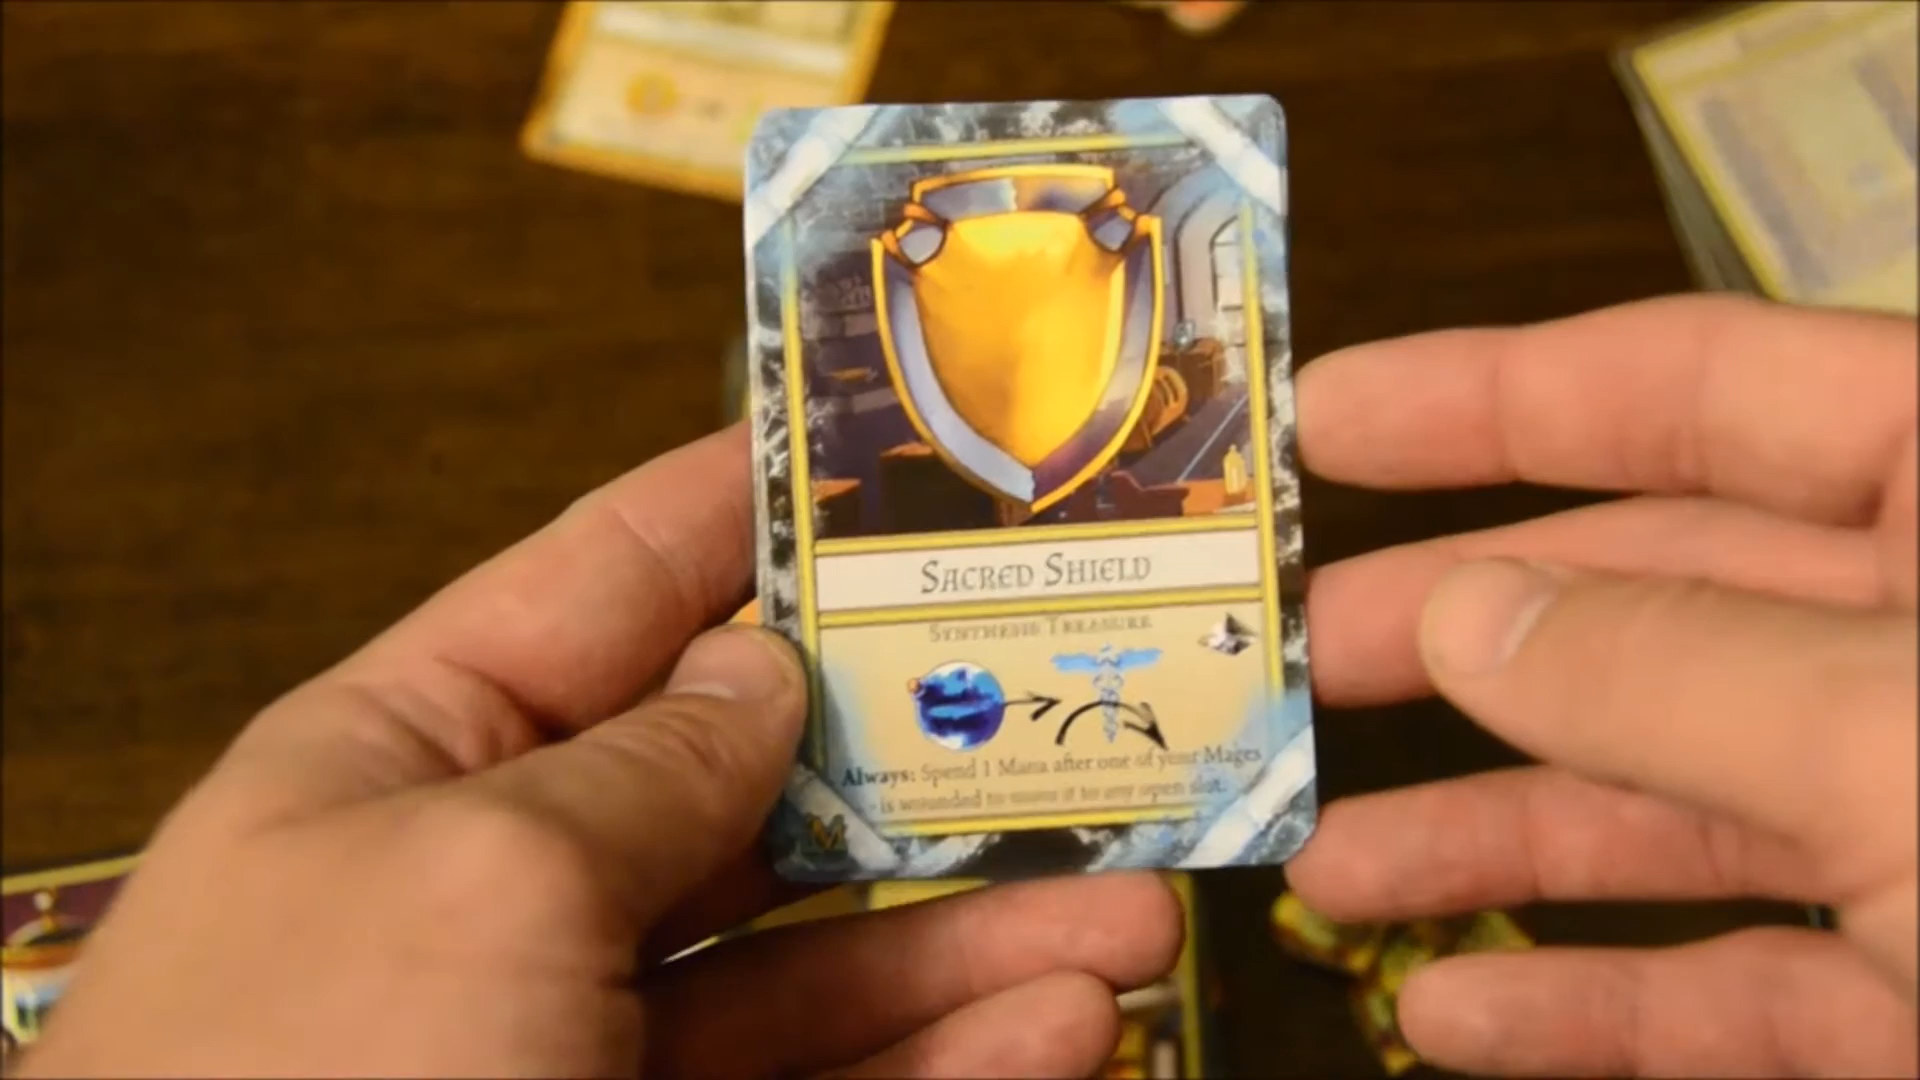 SACRED SHIELD
SYNTHESIS TREASURE
Always: Spend 1 Mana after one of your Mages
is wounded to move it to any open slot.
M